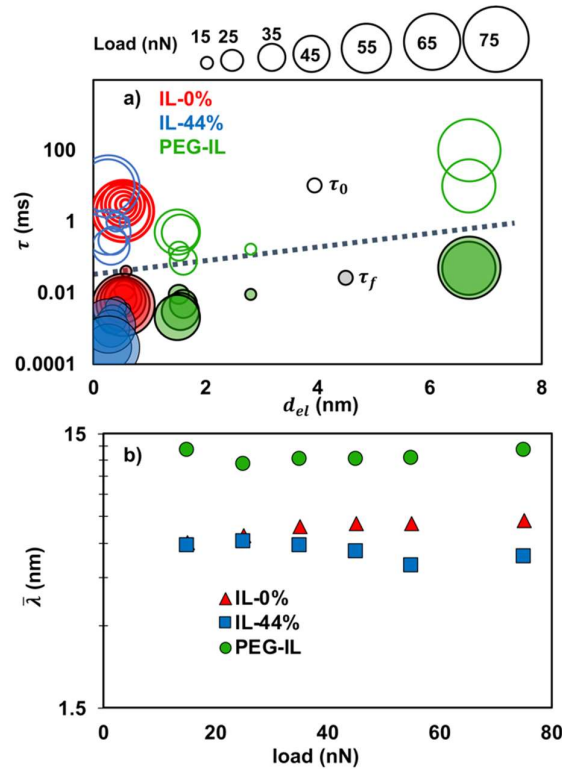 Load (nN) 15 25 35 45 55 65 75
a) IL-0%
IL-44%
PEG-IL
100
1
0.01
0.0001
τ (ms)
τ₀
τ_f
0 2 4 6 8
d_el (nm)
15
b)
λ̄ (nm)
IL-0%
IL-44%
PEG-IL
1.5
0 20 40 60 80
load (nN)